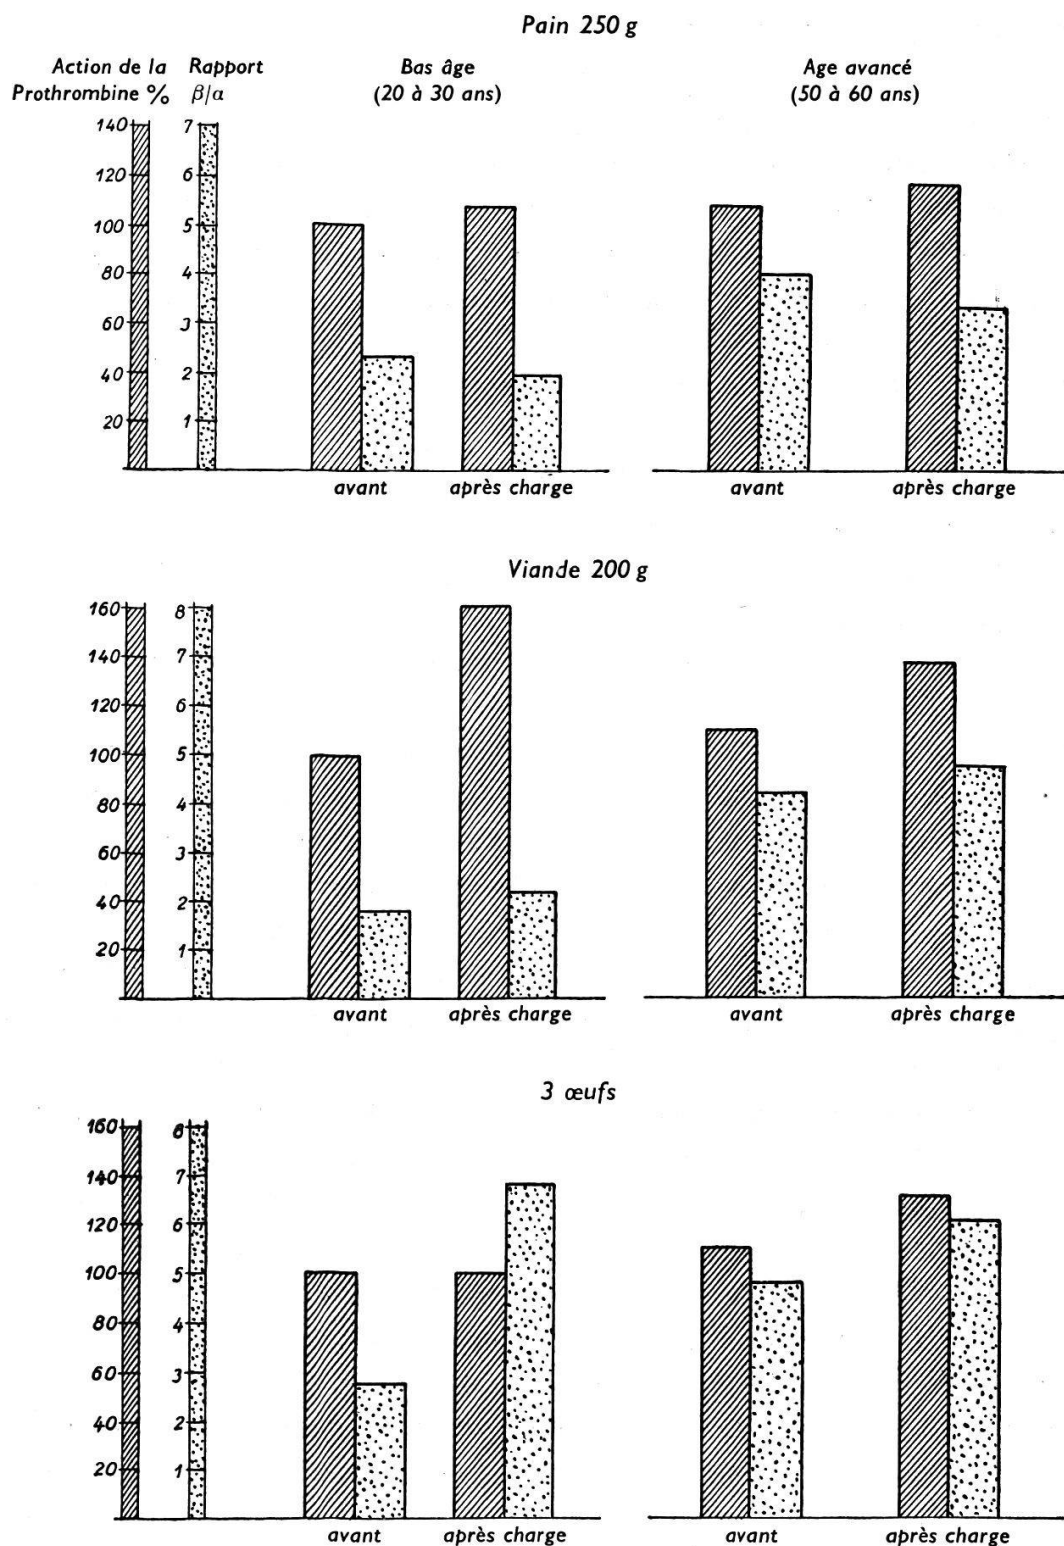 Pain 250 g
Action de la Prothrombine %
Rapport β/α
Bas âge
(20 à 30 ans)
Age avancé
(50 à 60 ans)
140
120
100
80
60
40
20
7
6
5
4
3
2
1
avant
après charge
avant
après charge
Viande 200 g
160
140
120
100
80
60
40
20
8
7
6
5
4
3
2
1
avant
après charge
avant
après charge
3 œufs
160
140
120
100
80
60
40
20
8
7
6
5
4
3
2
1
avant
après charge
avant
après charge